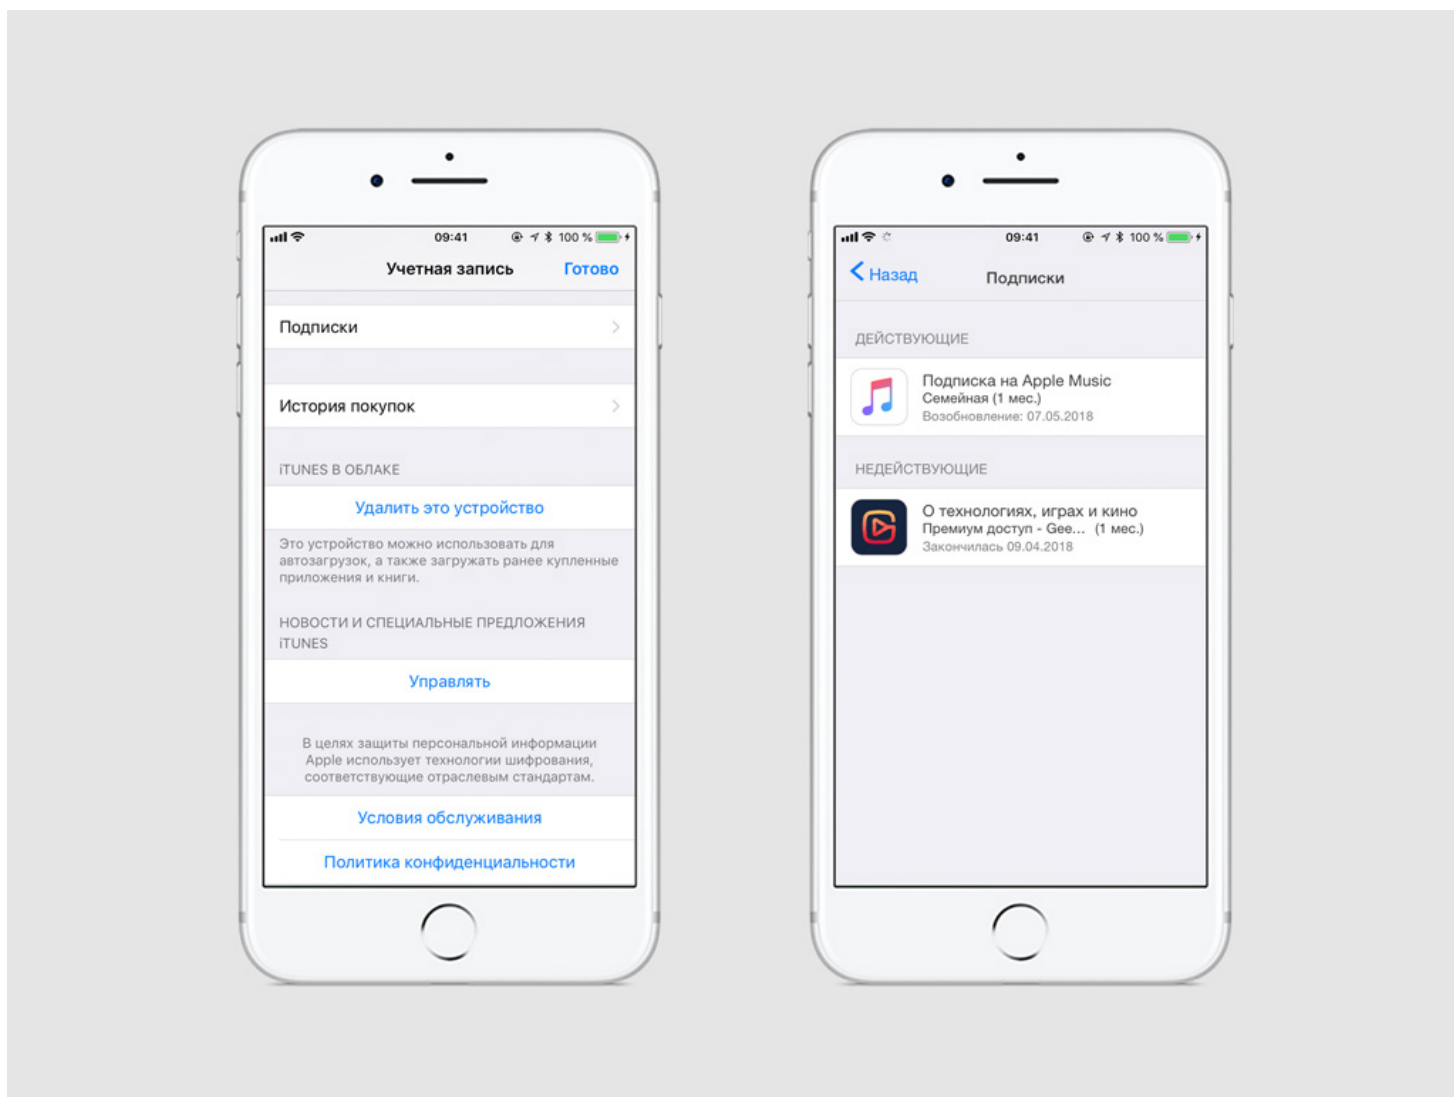 09:41
100 %
Учетная запись
Готово
Подписки
История покупок
iTUNES В ОБЛАКЕ
Удалить это устройство
Это устройство можно использовать для
автозагрузок, а также загружать ранее купленные
приложения и книги.
НОВОСТИ И СПЕЦИАЛЬНЫЕ ПРЕДЛОЖЕНИЯ
iTUNES
Управлять
В целях защиты персональной информации
Apple использует технологии шифрования,
соответствующие отраслевым стандартам.
Условия обслуживания
Политика конфиденциальности
09:41
100 %
Назад
Подписки
ДЕЙСТВУЮЩИЕ
Подписка на Apple Music
Семейная (1 мес.)
Возобновление: 07.05.2018
НЕДЕЙСТВУЮЩИЕ
О технологиях, играх и кино
Премиум доступ - Gee... (1 мес.)
Закончилась 09.04.2018